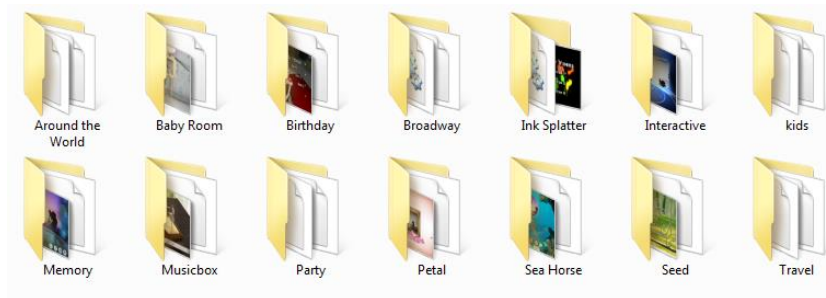 Around the
World
Baby Room
Birthday
Broadway
Ink Splatter
Interactive
kids
Memory
Musicbox
Party
Petal
Sea Horse
Seed
Travel